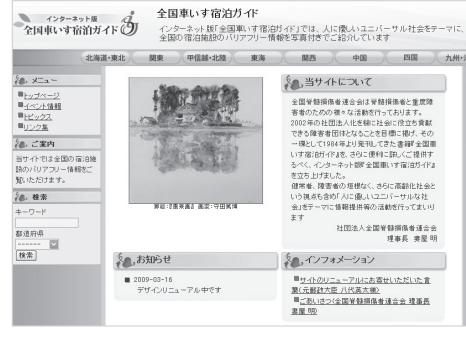 インターネット版
全国車いす宿泊ガイド
全国車いす宿泊ガイド
インターネット版「全国車いす宿泊ガイド」では、人に優しいユニバーサル社会をテーマに、
全国の宿泊施設のバリアフリー情報を写真付きでご紹介しています
北海道・東北 関東 甲信越・北陸 東海 関西 中国 四国 九州・
メニュー
■トップページ
■イベント情報
■トピックス
■リンク集
ご案内
当サイトでは全国の宿泊施
設のバリアフリー情報をご
覧いただけます。
検索
キーワード
都道府県
------
検索
お知らせ
■ 2009-03-16
デザインリニューアル中です
当サイトについて
全国脊髄損傷者連合会は脊髄損傷者と重度障
害者のための様々な活動を行っております。
2002年の社団法人化を機に社会に役立ち貢献
できる障害者団体となることを目標に掲げ、その
一環として1984年より発刊してきた書籍『全国車
いす宿泊ガイド』を、さらに便利に詳しくご提供す
るべく、インターネット版『全国車いす宿泊ガイド』
を立ち上げました。
健常者、障害者の垣根なく、さらに高齢化社会と
いう視点も含め「人に優しい、ユニバーサルな社
会」をテーマに情報提供等の活動を行ってまいり
ます
社団法人全国脊髄損傷者連合会
理事長 妻屋 明
インフォメーション
■サイトのリニューアルにお寄せいただいた言
葉(元郵政大臣 八代英太様)
■ごあいさつ(全国脊髄損傷者連合会 理事長
妻屋 明)